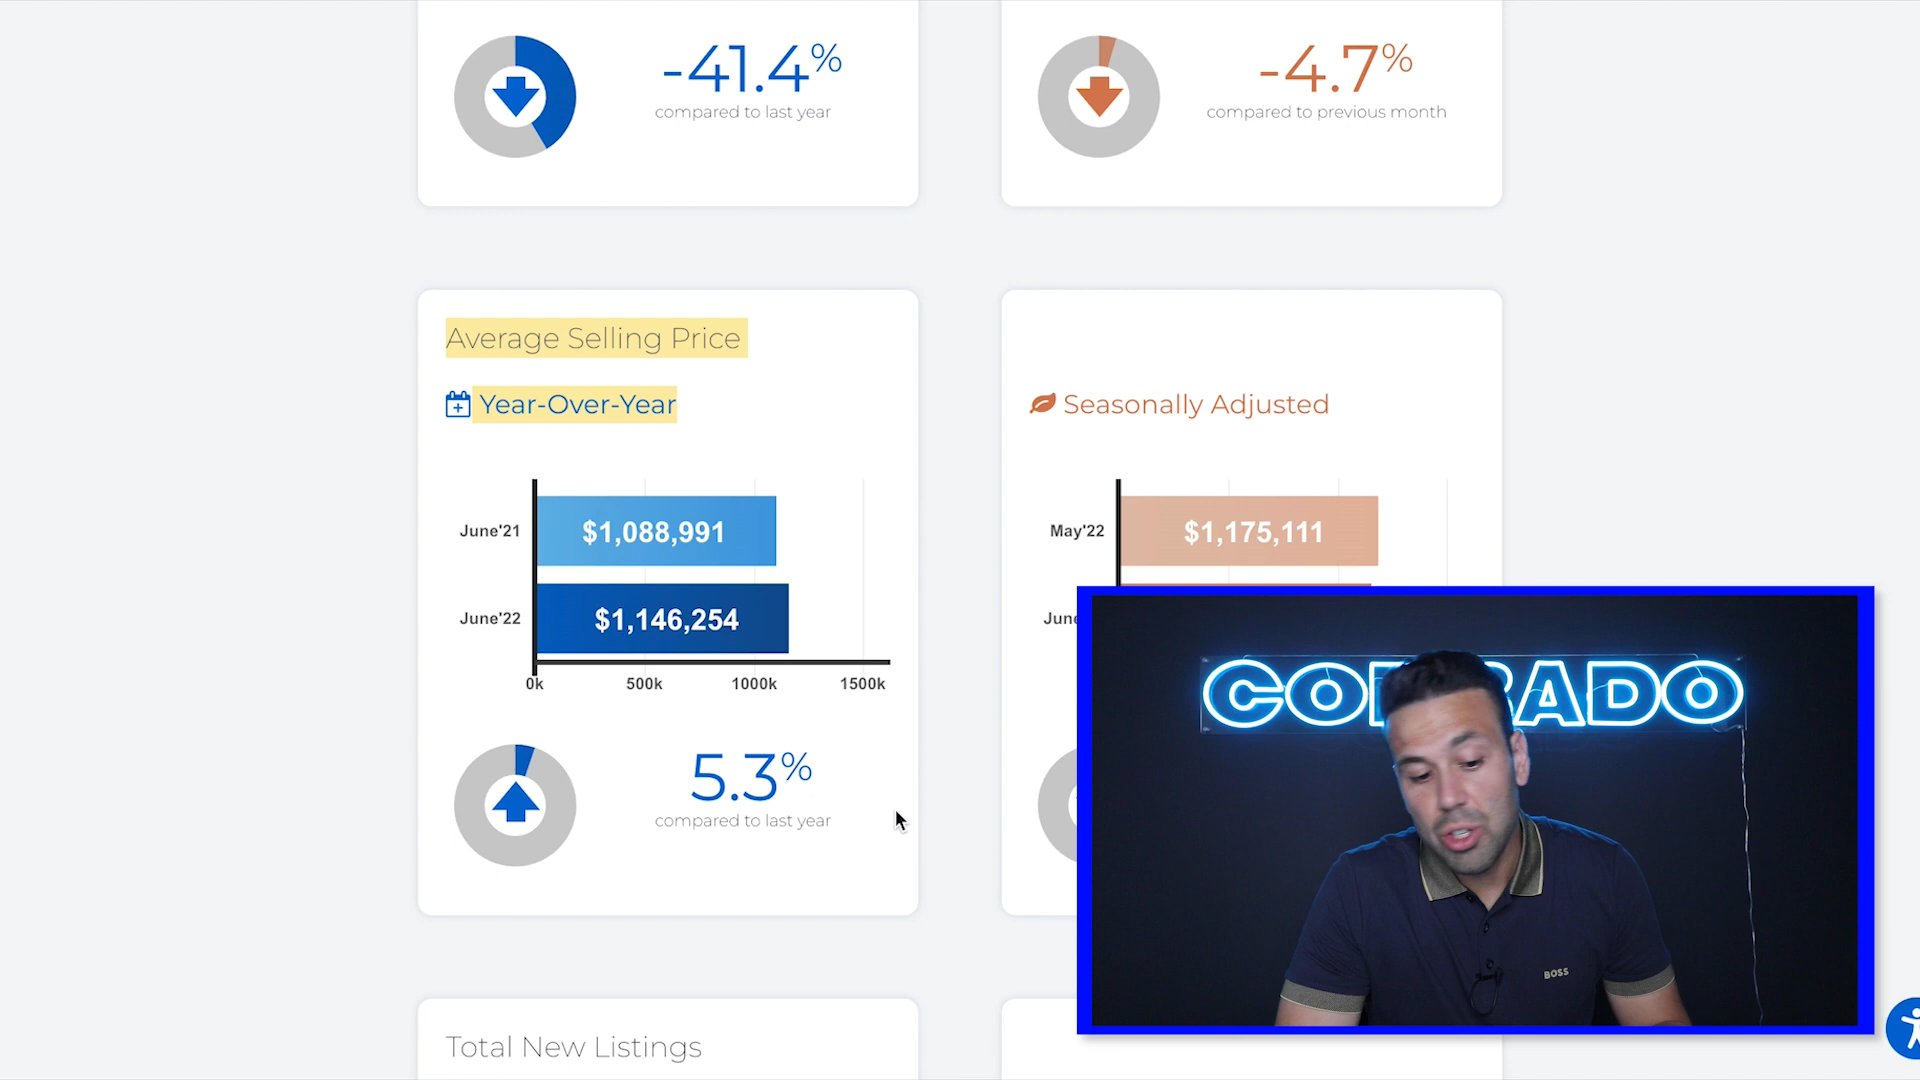 -41.4%
compared to last year
-4.7%
compared to previous month
Average Selling Price
Year-Over-Year
June'21
$1,088,991
June'22
$1,146,254
0k 500k 1000k 1500k
5.3%
compared to last year
Seasonally Adjusted
May'22
$1,175,111
June
BOSS
Total New Listings